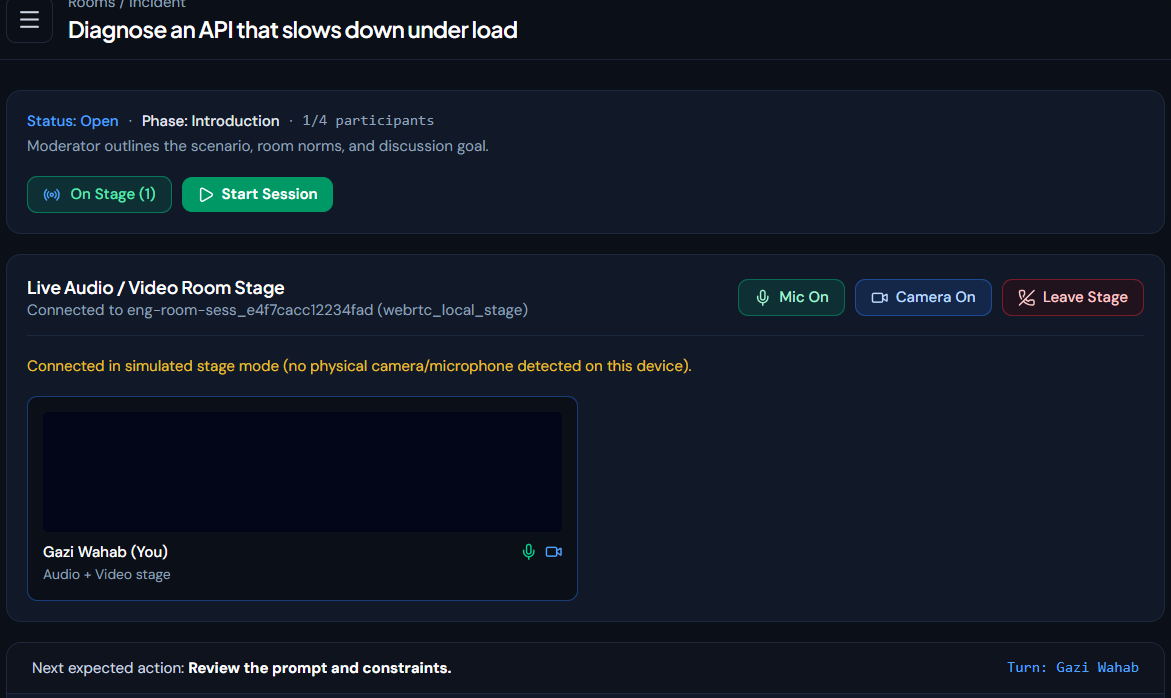 Rooms / Incident
Diagnose an API that slows down under load
Status: Open · Phase: Introduction · 1/4 participants
Moderator outlines the scenario, room norms, and discussion goal.
On Stage (1) Start Session
Live Audio / Video Room Stage
Connected to eng-room-sess_e4f7cacc12234fad (webrtc_local_stage)
Mic On Camera On Leave Stage
Connected in simulated stage mode (no physical camera/microphone detected on this device).
Gazi Wahab (You)
Audio + Video stage
Next expected action: Review the prompt and constraints. Turn: Gazi Wahab